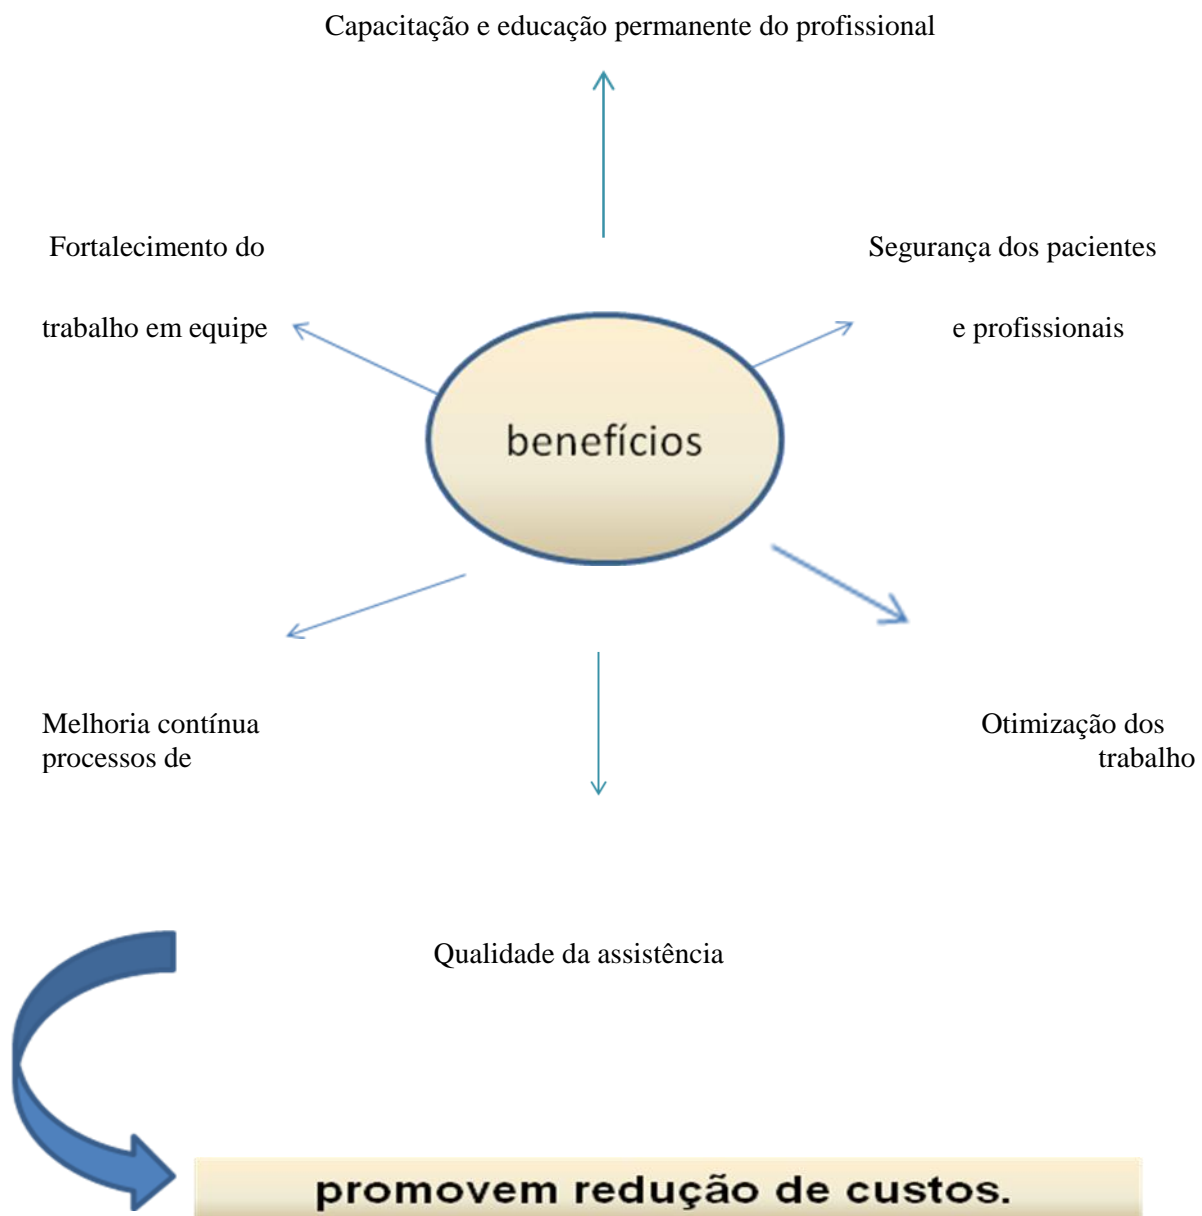 Capacitação e educação permanente do profissional
Fortalecimento do
trabalho em equipe
Segurança dos pacientes
e profissionais
benefícios
Melhoria contínua
processos de
Otimização dos
trabalho
Qualidade da assistência
promovem redução de custos.